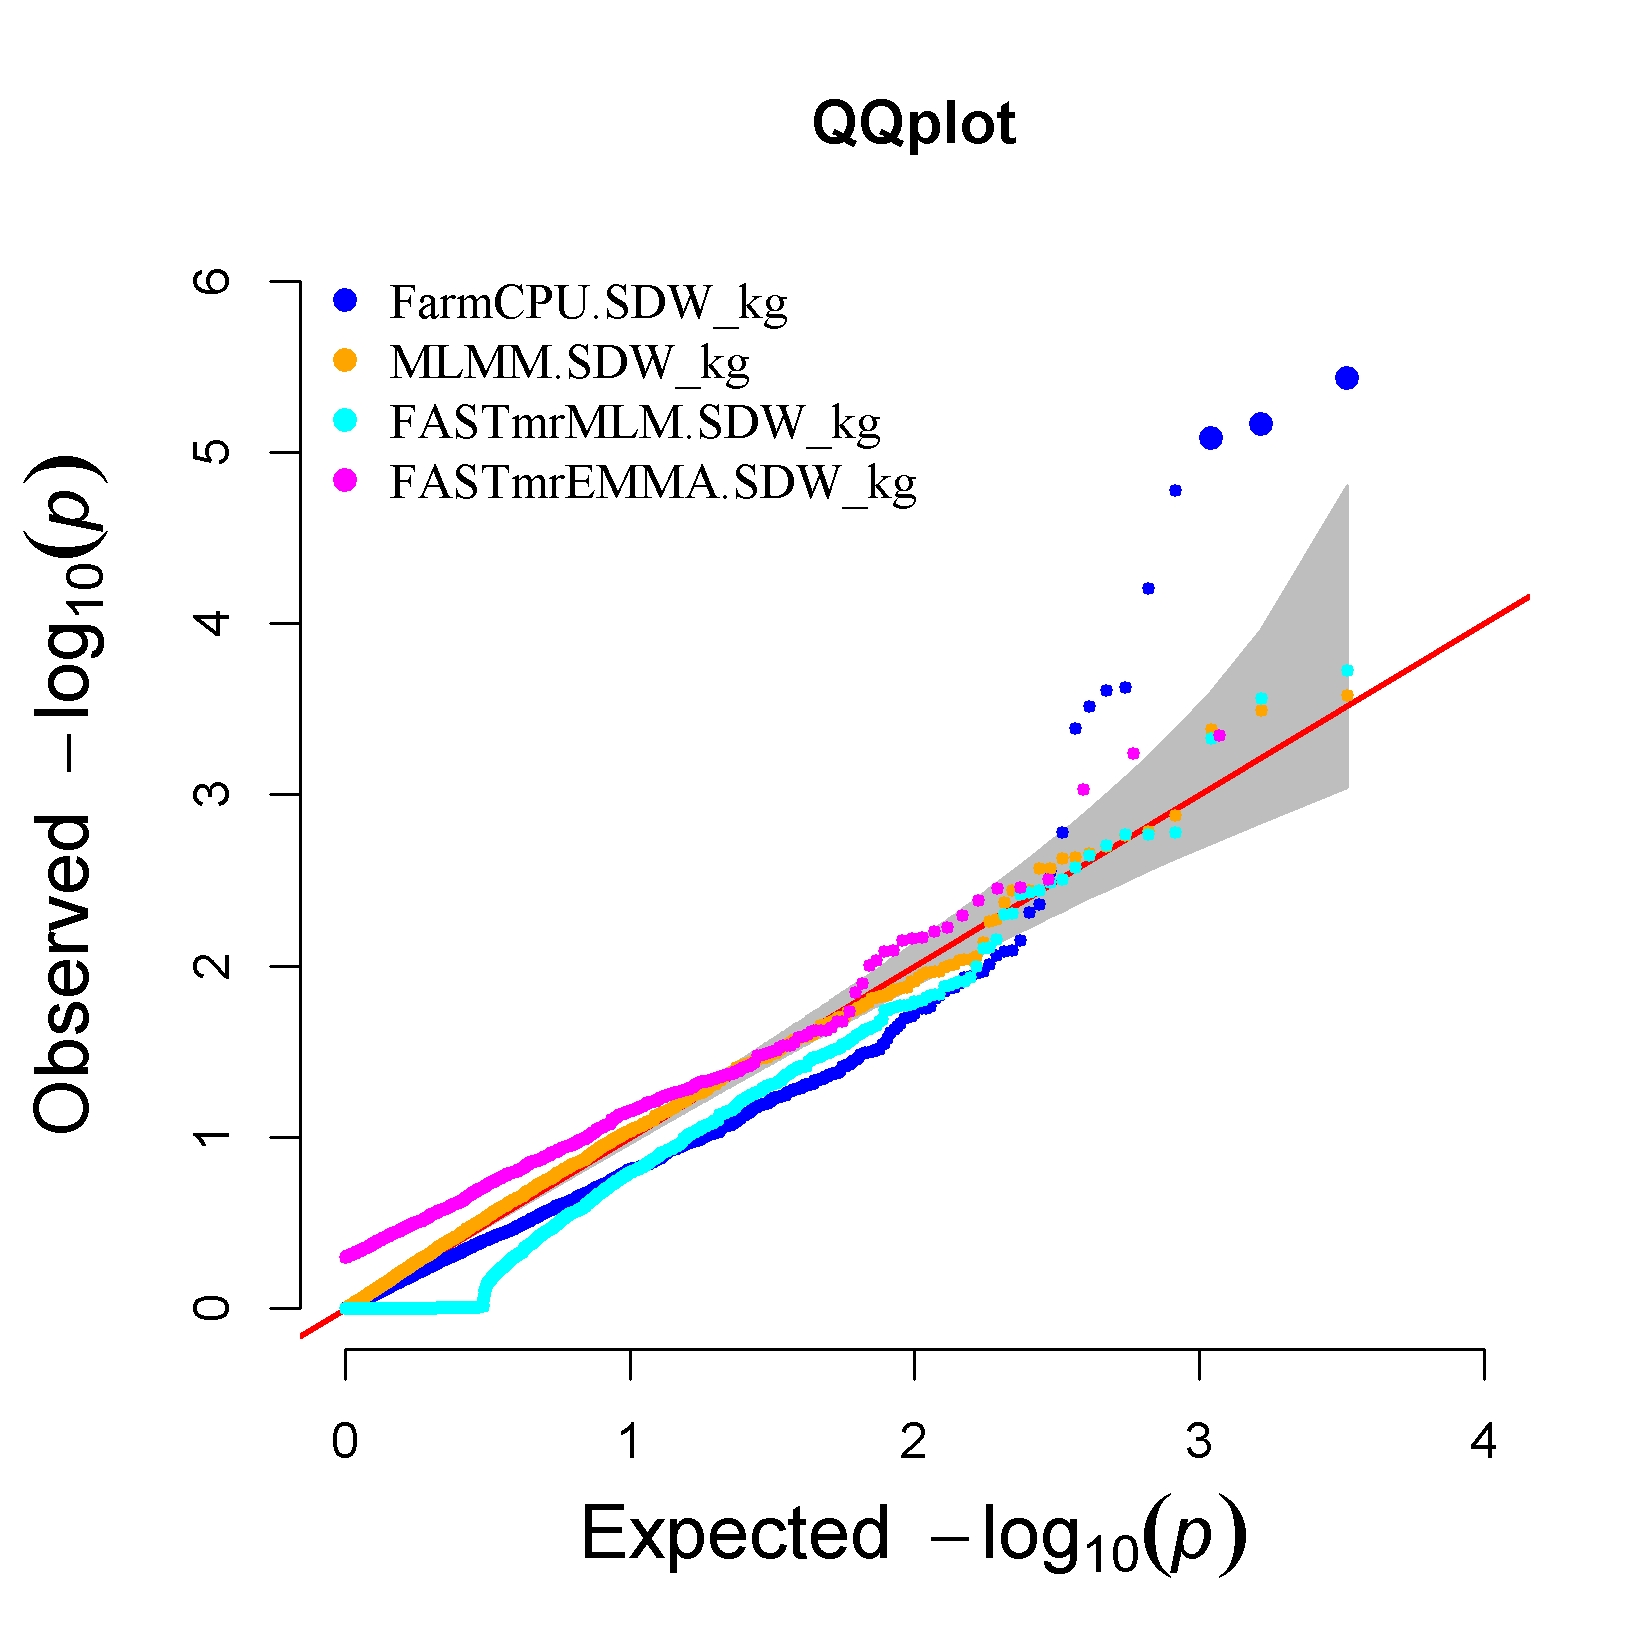 QQplot
FarmCPU.SDW_kg
MLMM.SDW_kg
FASTmrMLM.SDW_kg
FASTmrEMMA.SDW_kg
Observed −log10(p)
6
5
4
3
2
1
0
0 1 2 3 4
Expected −log10(p)